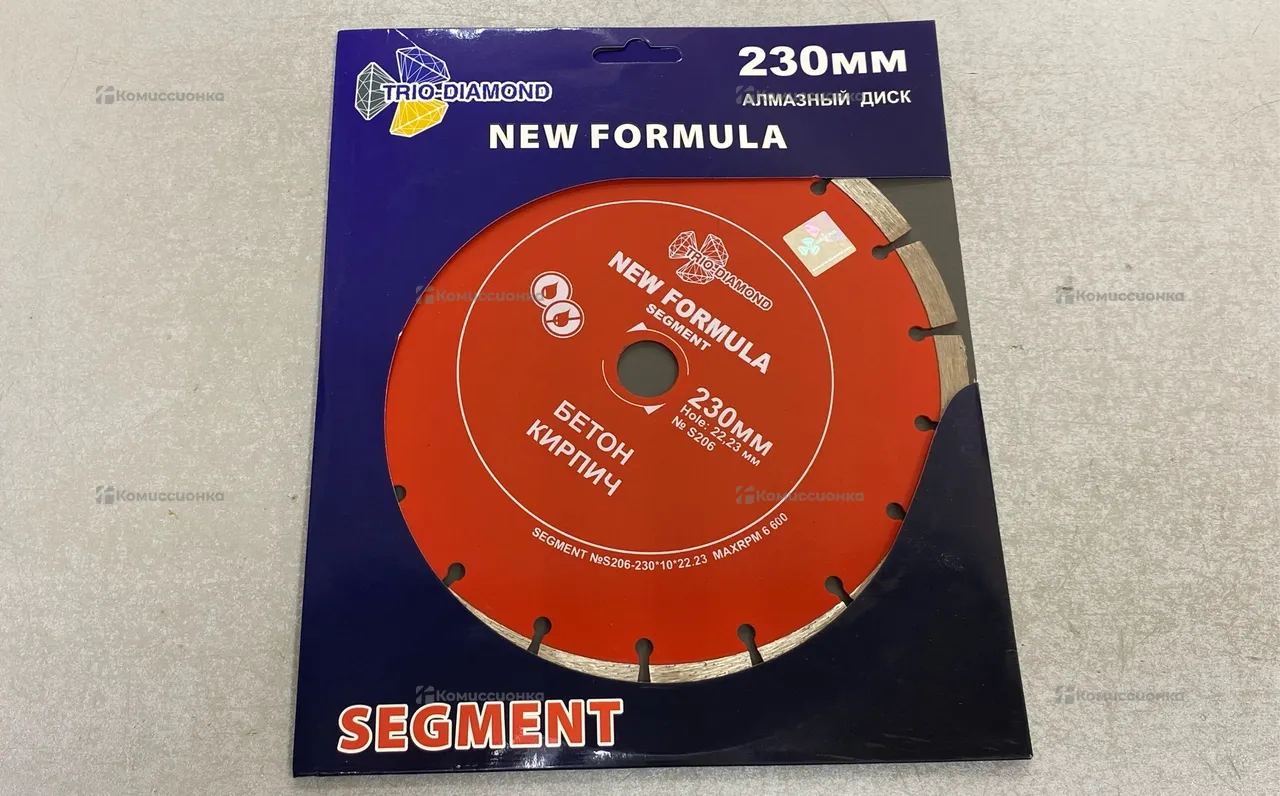 TRIO-DIAMOND
230мм
АЛМАЗНЫЙ ДИСК
NEW FORMULA
TRIO-DIAMOND
NEW FORMULA
SEGMENT
230мм
Hole: 22,23 мм
№ S206
БЕТОН
КИРПИЧ
SEGMENT №S206-230*10*22.23 MAXRPM 6 600
SEGMENT
Комиссионка
Комиссионка
Комиссионка
Комиссионка
Комиссионка
Комиссионка
Комиссионка
Комиссионка